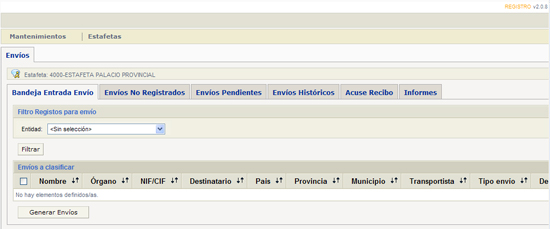 REGISTRO v2.0.8
Mantenimientos Estafetas
Envíos
Estafeta: 4000-ESTAFETA PALACIO PROVINCIAL
Bandeja Entrada Envío Envíos No Registrados Envíos Pendientes Envíos Históricos Acuse Recibo Informes
Filtro Registos para envío
Entidad: <Sin selección>
Filtrar
Envíos a clasificar
Nombre Órgano NIF/CIF Destinatario País Provincia Municipio Transportista Tipo envío De
No hay elementos definidos/as.
Generar Envíos